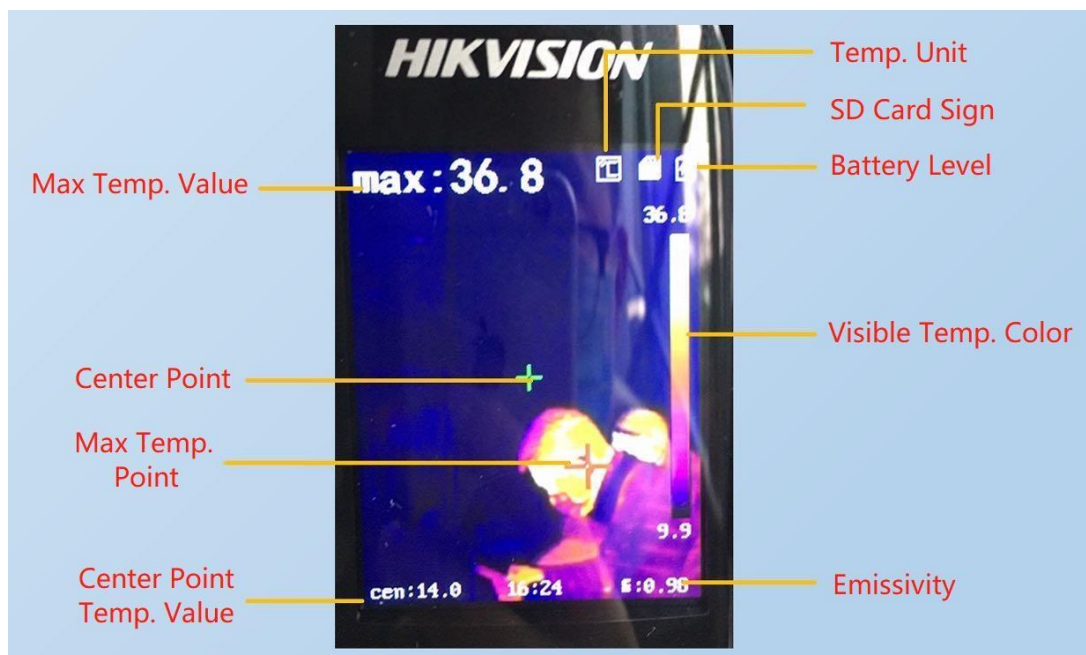 HIKVISION
Temp. Unit
SD Card Sign
Battery Level
Max Temp. Value
max:36.8
°C
36.8
Visible Temp. Color
Center Point
Max Temp.
Point
9.9
Center Point
Temp. Value
cen:14.0 16:24
Emissivity